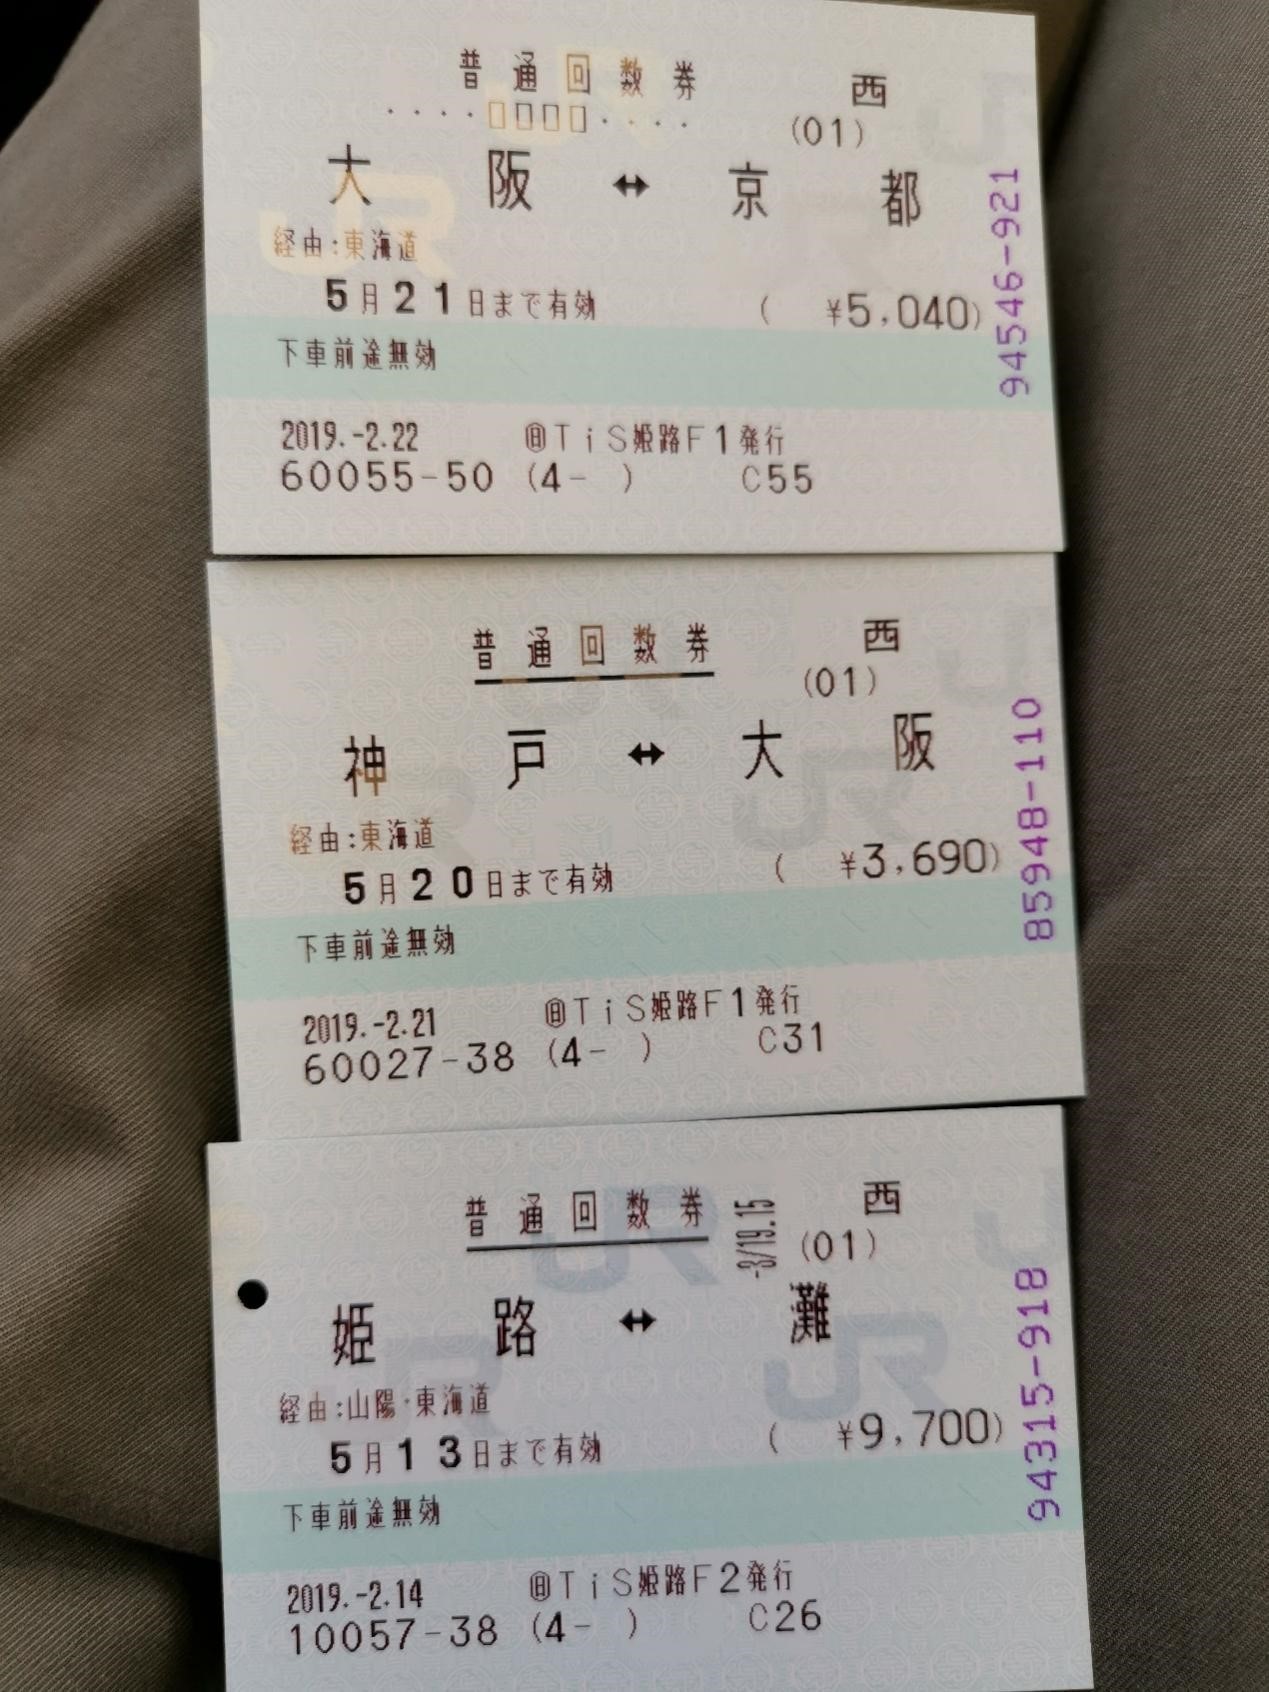 普通回数券
西
‥‥□□□□‥‥
(01)
大阪↔京都
経由:東海道
5月21日まで有効
( ¥5,040)
下車前途無効
2019.-2.22 ㊐TiS姫路F1発行
60055-50 (4- ) C55
94546-921
普通回数券
西
(01)
神戸↔大阪
経由:東海道
5月20日まで有効
( ¥3,690)
下車前途無効
2019.-2.21 ㊐TiS姫路F1発行
60027-38 (4- ) C31
85948-110
普通回数券
西
-3/19.15
(01)
姫路↔灘
経由:山陽・東海道
5月13日まで有効
( ¥9,700)
下車前途無効
2019.-2.14 ㊐TiS姫路F2発行
10057-38 (4- ) C26
94315-918